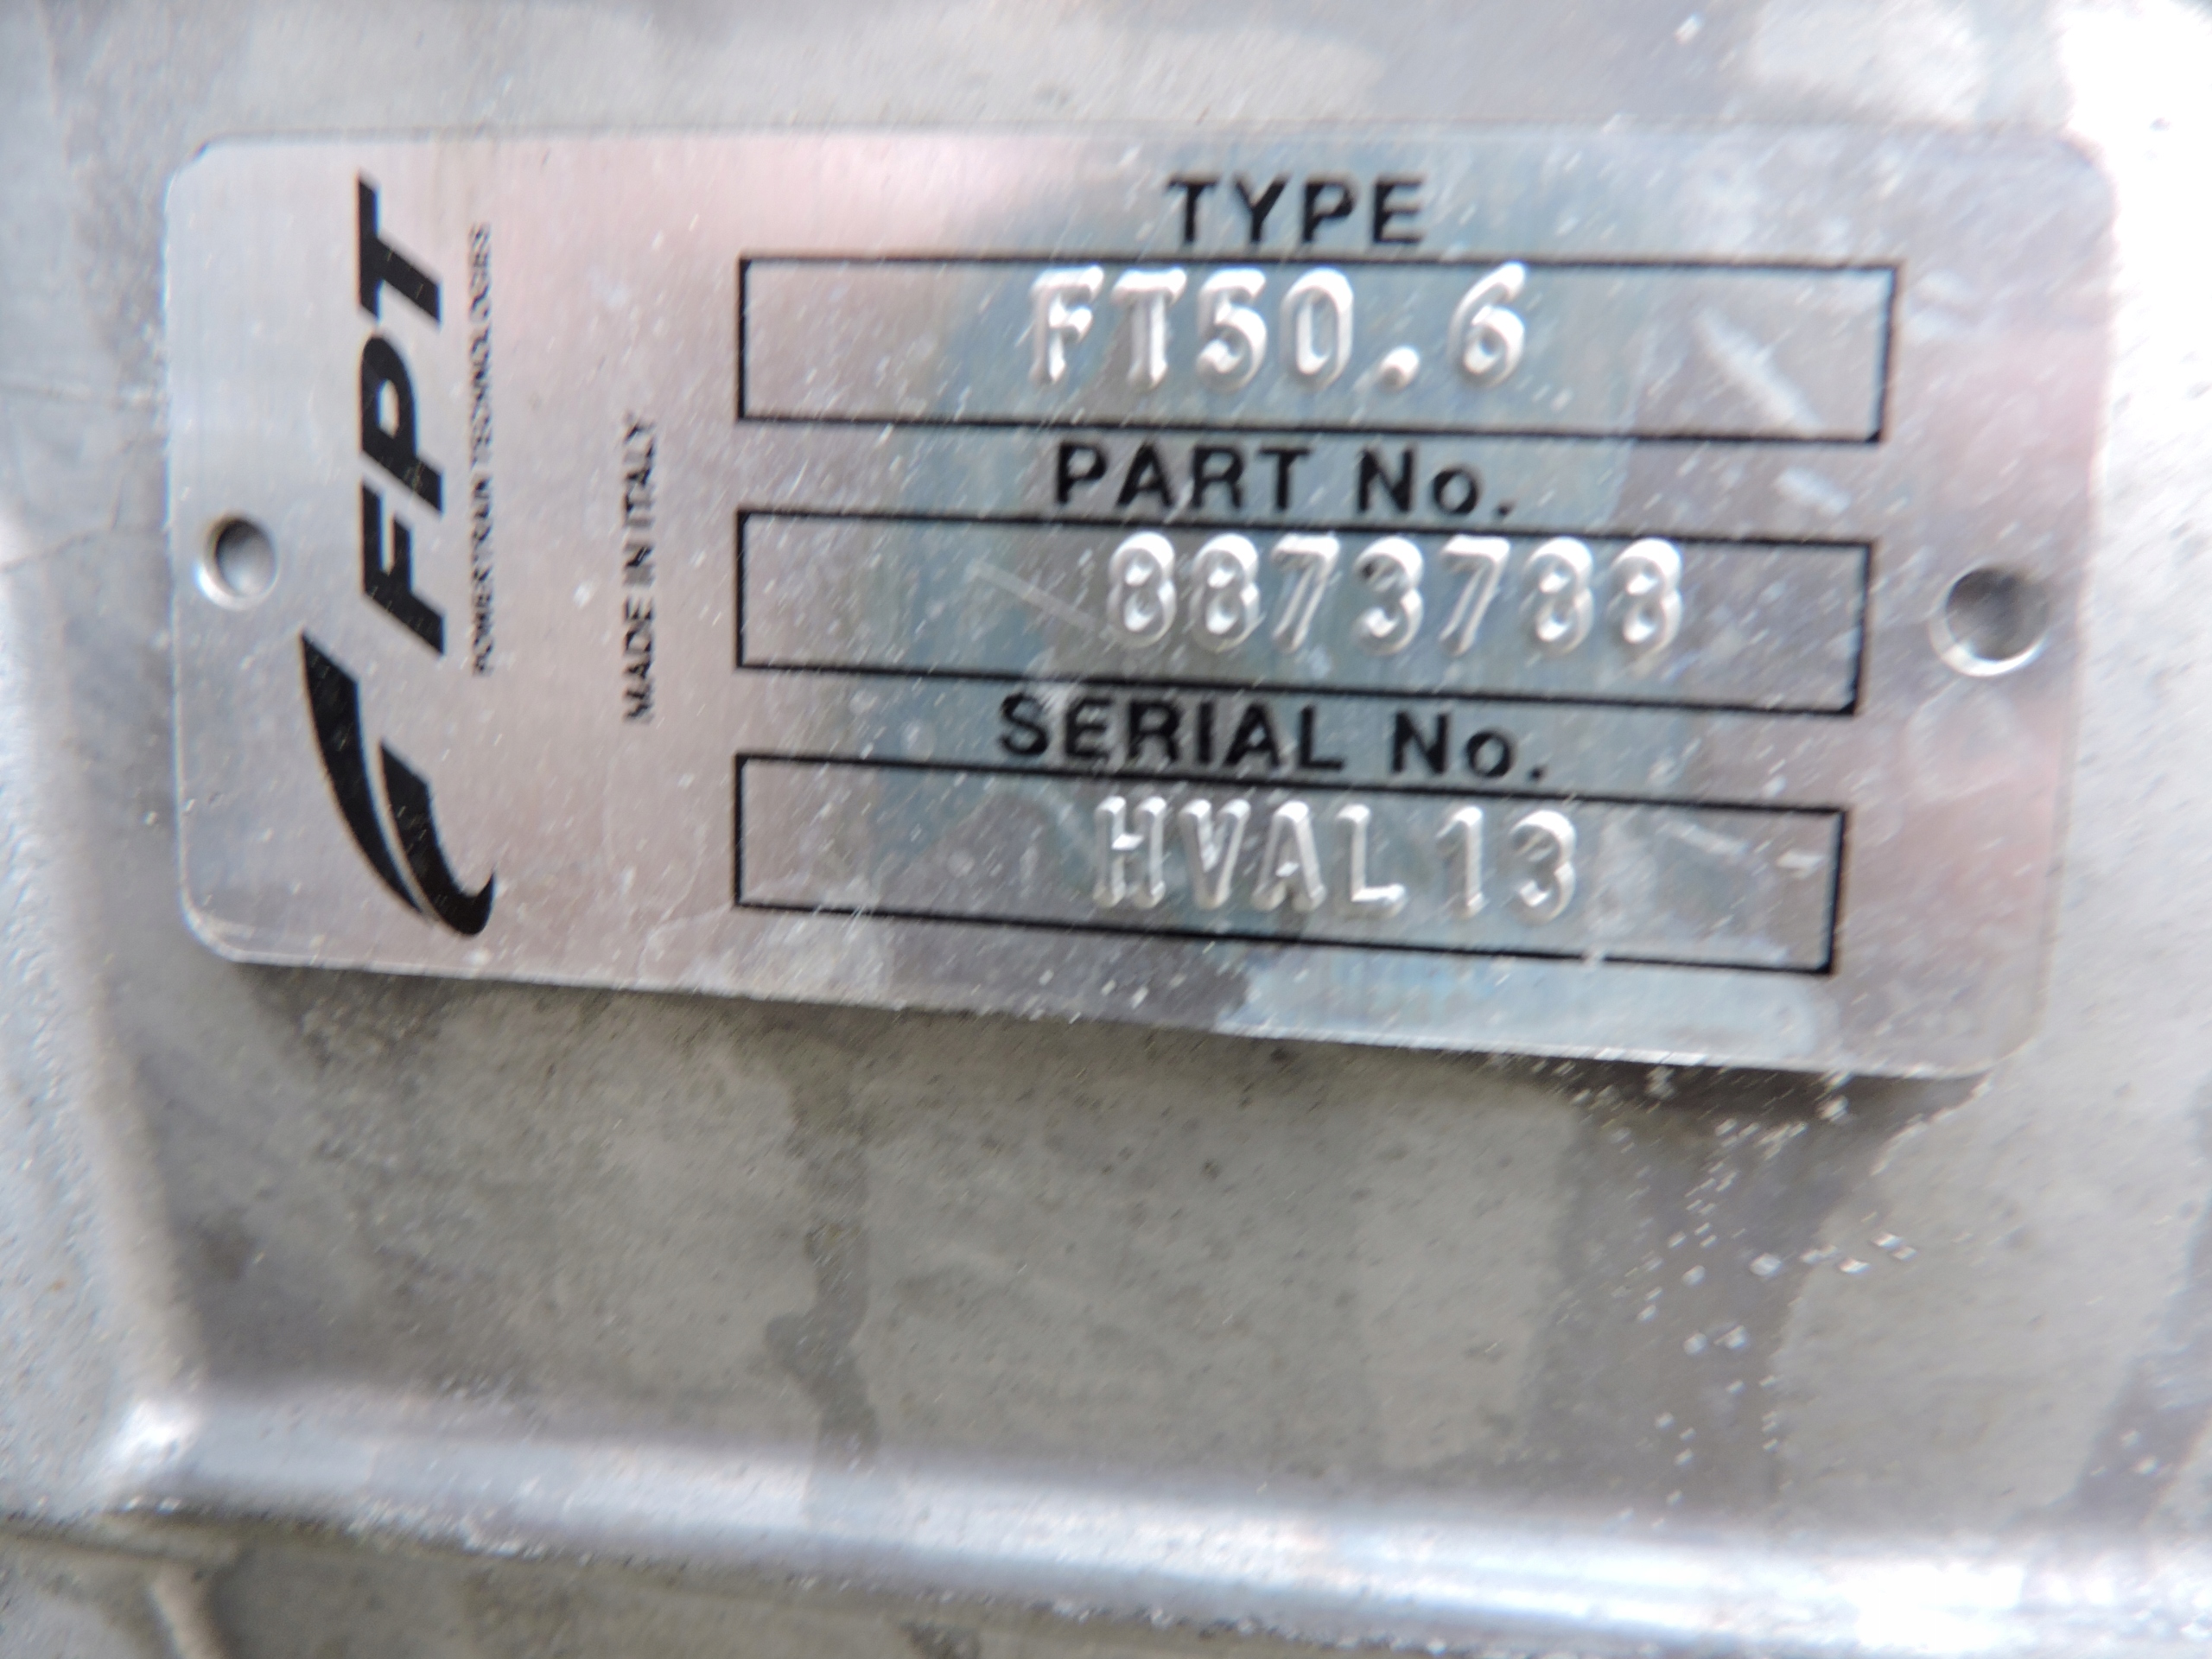 FPT
POWERTRAIN TECHNOLOGIES
MADE IN ITALY
TYPE
FT50.6
PART No.
8873788
SERIAL No.
HVAL13